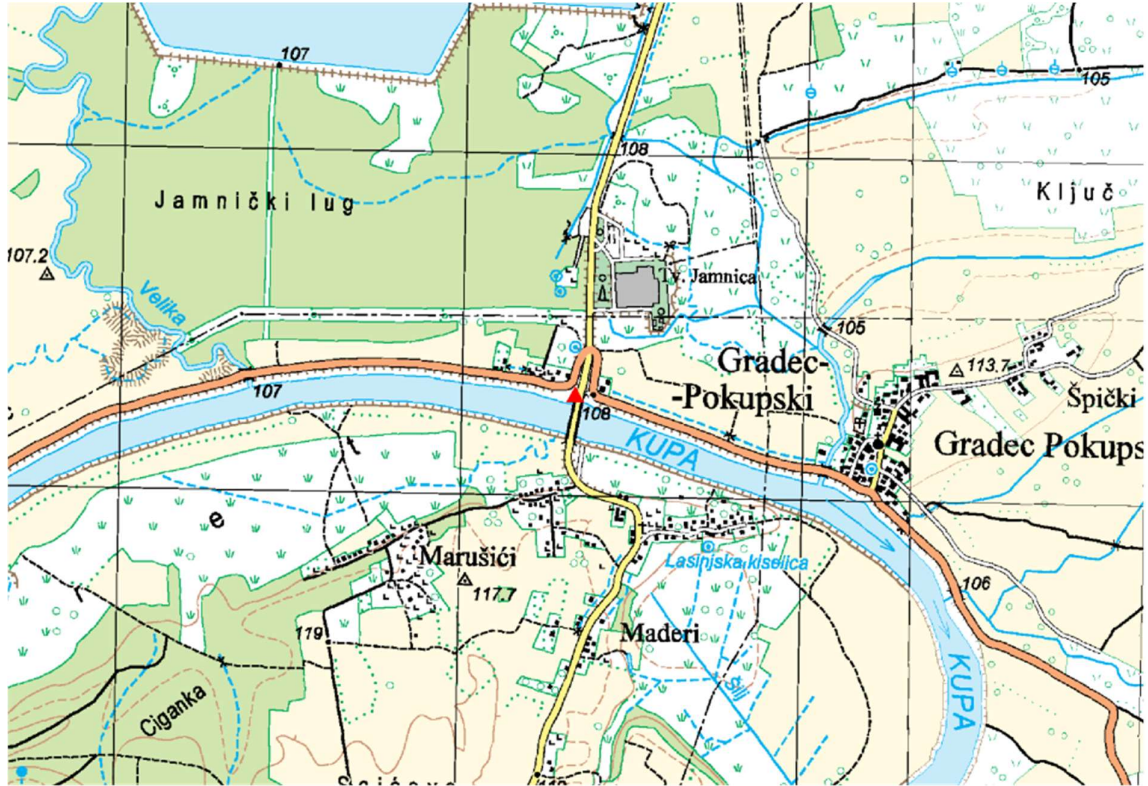 107
105
108
Jamnički lug
Ključ
107.2
Tv. Jamnica
Velika
105
Gradec-
-Pokupski
113.7
Špički
107
108
KUPA
Gradec Pokups
Marušići
Lasinjska kiselica
117.7
106
119
Maderi
KUPA
Ciganka